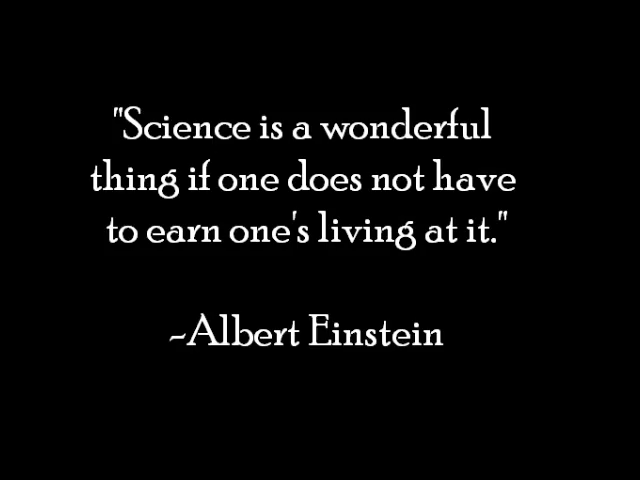 "Science is a wonderful
thing if one does not have
to earn one's living at it."
~Albert Einstein